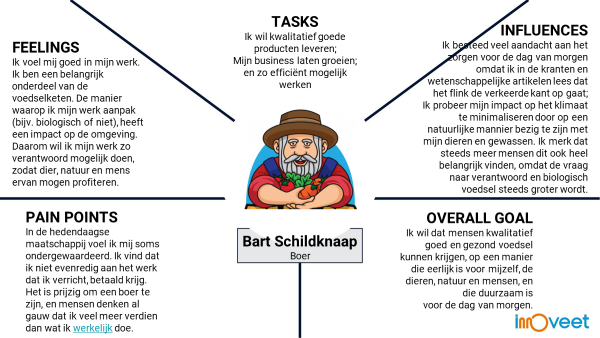 FEELINGS
Ik voel mij goed in mijn werk.
Ik ben een belangrijk
onderdeel van de
voedselketen. De manier
waarop ik mijn werk aanpak
(bijv. biologisch of niet), heeft
een impact op de omgeving.
Daarom wil ik mijn werk zo
verantwoord mogelijk doen,
zodat dier, natuur en mens
ervan mogen profiteren.
TASKS
Ik wil kwalitatief goede
producten leveren;
Mijn business laten groeien;
en zo efficiënt mogelijk
werken
INFLUENCES
Ik besteed veel aandacht aan het
zorgen voor de dag van morgen
omdat ik in de kranten en
wetenschappelijke artikelen lees dat
het flink de verkeerde kant op gaat;
Ik probeer mijn impact op het klimaat
te minimaliseren door op een
natuurlijke mannier bezig te zijn met
mijn dieren en gewassen. Ik merk dat
steeds meer mensen dit ook heel
belangrijk vinden, omdat de vraag
naar verantwoord en biologisch
voedsel steeds groter wordt.
PAIN POINTS
In de hedendaagse
maatschappij voel ik mij soms
ondergewaardeerd. Ik vind dat
ik niet evenredig aan het werk
dat ik verricht, betaald krijg.
Het is prijzig om een boer te
zijn, en mensen denken al
gauw dat ik veel meer verdien
dan wat ik werkelijk doe.
Bart Schildknaap
Boer
OVERALL GOAL
Ik wil dat mensen kwalitatief
goed en gezond voedsel
kunnen krijgen, op een manier
die eerlijk is voor mijzelf, de
dieren, natuur en mensen, en
die duurzaam is
voor de dag van morgen.
innoveet